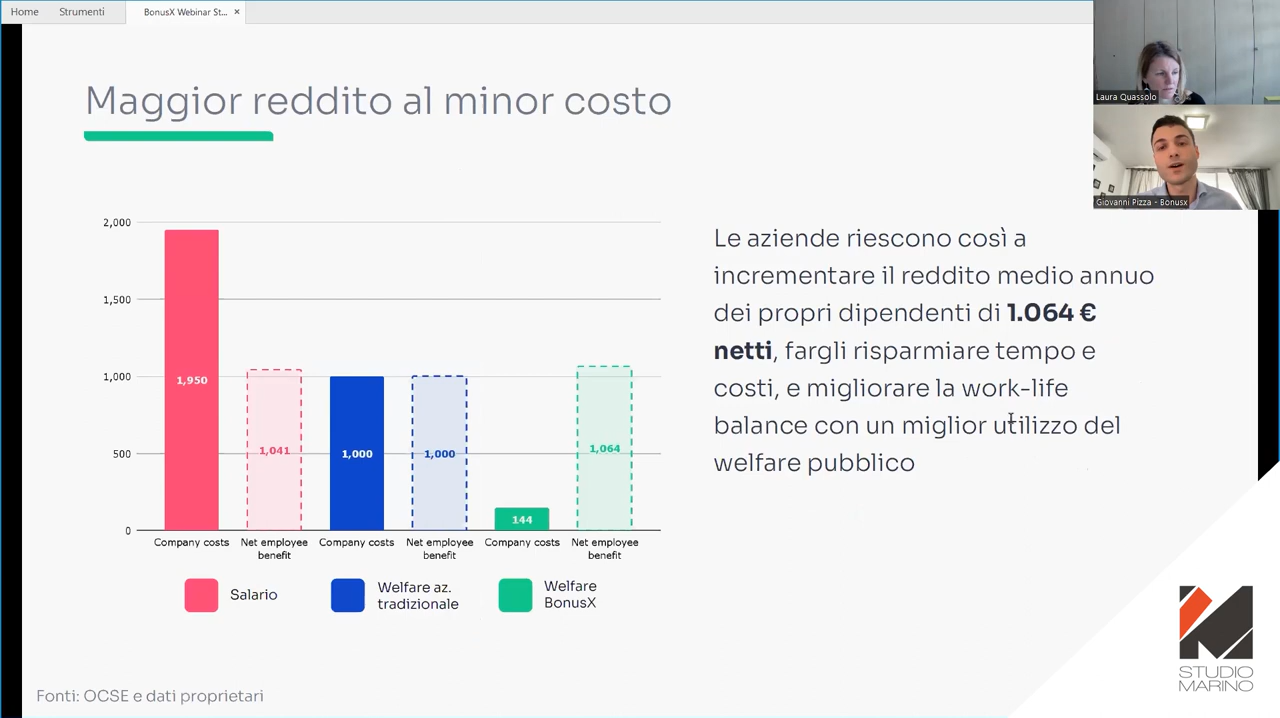 Home Strumenti BonusX Webinar St... ×
Laura Quassolo
Giovanni Pizza - Bonusx
Maggior reddito al minor costo
2,000
1,500
1,000
500
0
1,950
1,041
1,000
1,000
144
1,064
Company costs
Net employee
benefit
Company costs
Net employee
benefit
Company costs
Net employee
benefit
Salario
Welfare az.
tradizionale
Welfare
BonusX
Le aziende riescono così a
incrementare il reddito medio annuo
dei propri dipendenti di 1.064 €
netti, fargli risparmiare tempo e
costi, e migliorare la work-life
balance con un miglior utilizzo del
welfare pubblico
STUDIO
MARINO
Fonti: OCSE e dati proprietari